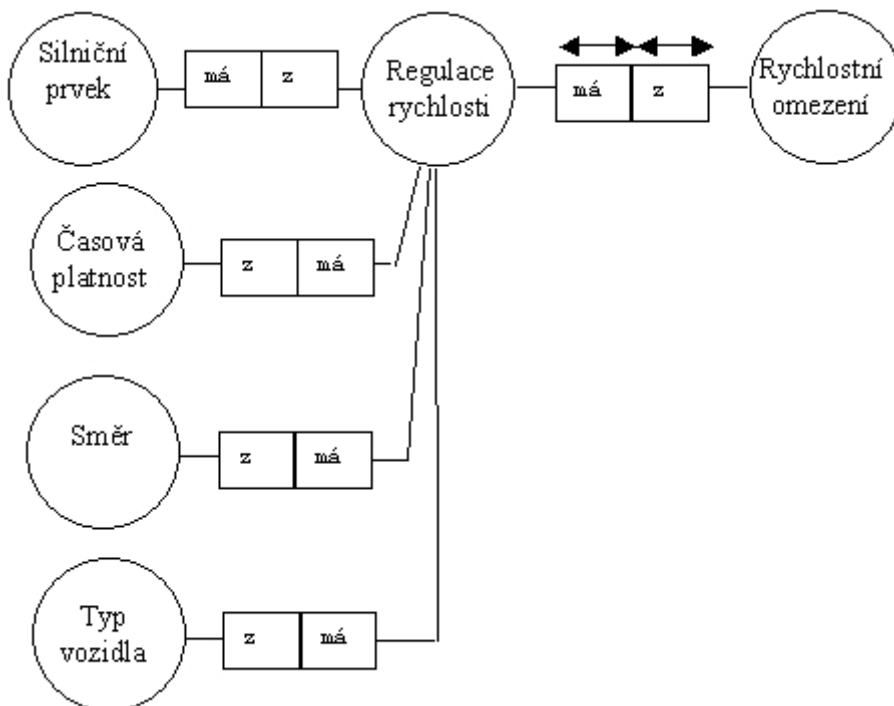 Silniční
prvek
má z
Regulace
rychlosti
má z
Rychlostní
omezení
Časová
platnost
z má
Směr
z má
Typ
vozidla
z má